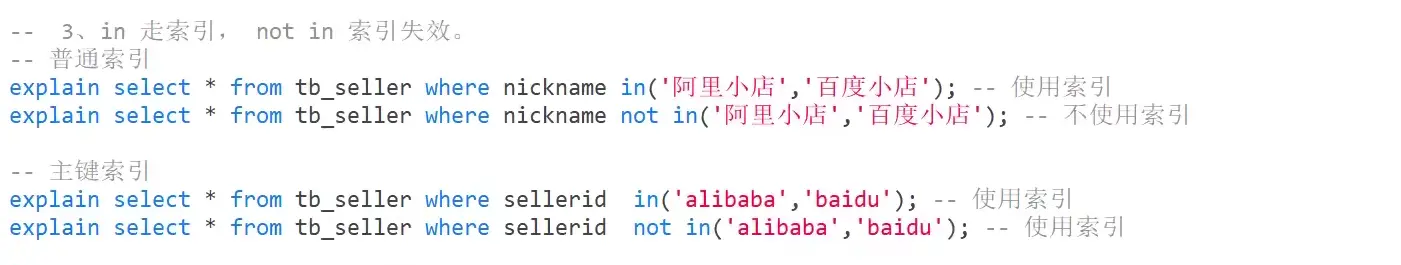 --  3、in 走索引， not in 索引失效。
-- 普通索引
explain select * from tb_seller where nickname in('阿里小店','百度小店'); -- 使用索引
explain select * from tb_seller where nickname not in('阿里小店','百度小店'); -- 不使用索引
-- 主键索引
explain select * from tb_seller where sellerid  in('alibaba','baidu'); -- 使用索引
explain select * from tb_seller where sellerid  not in('alibaba','baidu'); -- 使用索引